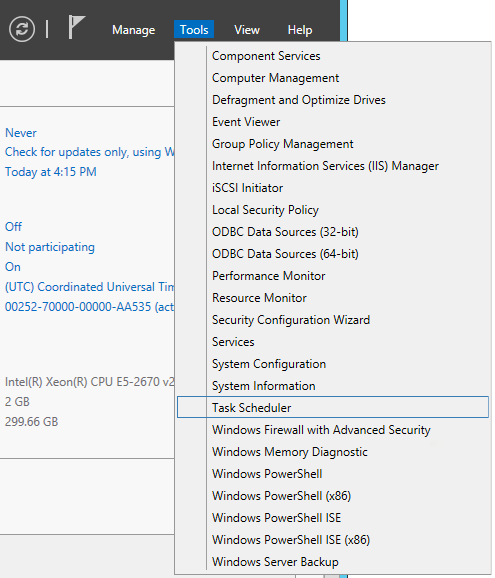 Manage
Tools
View
Help
Component Services
Computer Management
Defragment and Optimize Drives
Event Viewer
Group Policy Management
Internet Information Services (IIS) Manager
iSCSI Initiator
Local Security Policy
ODBC Data Sources (32-bit)
ODBC Data Sources (64-bit)
Performance Monitor
Resource Monitor
Security Configuration Wizard
Services
System Configuration
System Information
Task Scheduler
Windows Firewall with Advanced Security
Windows Memory Diagnostic
Windows PowerShell
Windows PowerShell (x86)
Windows PowerShell ISE
Windows PowerShell ISE (x86)
Windows Server Backup
Never
Check for updates only, using W
Today at 4:15 PM
Off
Not participating
On
(UTC) Coordinated Universal Tim
00252-70000-00000-AA535 (act
Intel(R) Xeon(R) CPU E5-2670 v2
2 GB
299.66 GB